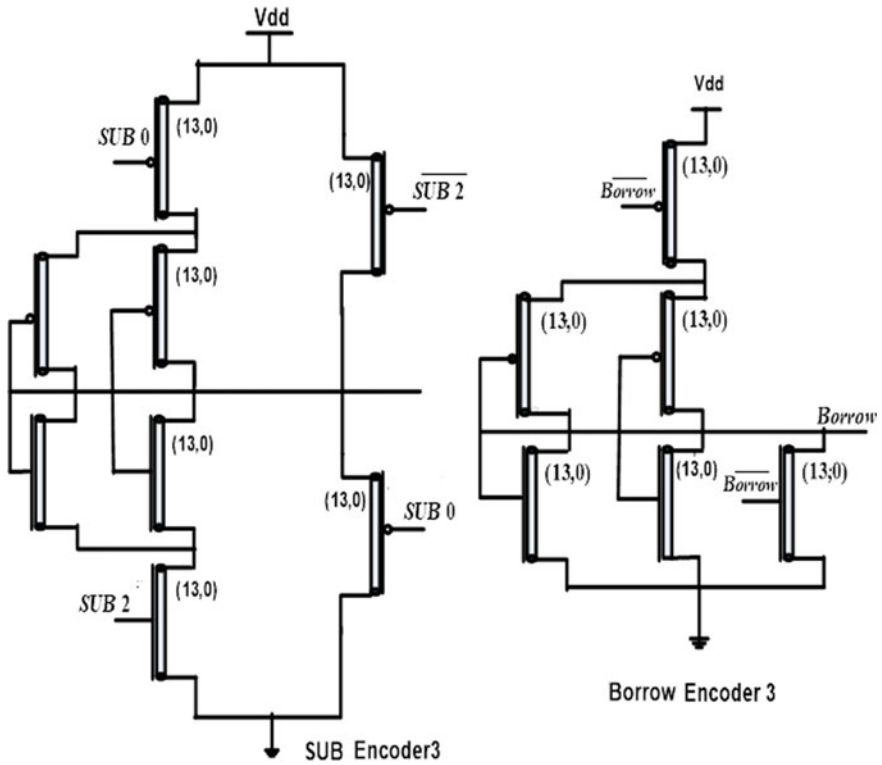 Vdd
SUB 0
(13,0)
(13,0)
SUB 2
(13,0)
(13,0)
(13,0)
SUB 0
SUB 2
(13,0)
SUB Encoder3
Vdd
Borrow
(13,0)
(13,0)
(13,0)
Borrow
(13,0)
(13,0)
Borrow
(13;0)
Borrow Encoder 3